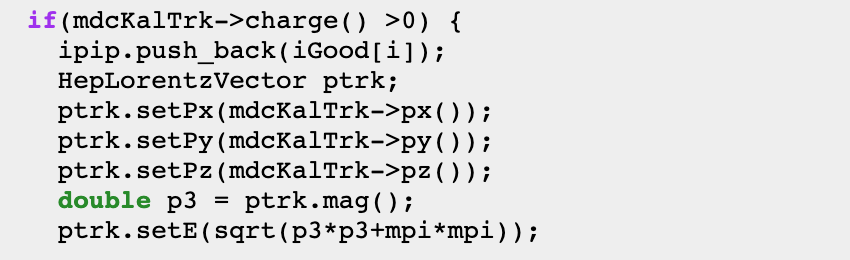 if(mdcKalTrk->charge() >0) {
ipip.push_back(iGood[i]);
HepLorentzVector ptrk;
ptrk.setPx(mdcKalTrk->px());
ptrk.setPy(mdcKalTrk->py());
ptrk.setPz(mdcKalTrk->pz());
double p3 = ptrk.mag();
ptrk.setE(sqrt(p3*p3+mpi*mpi));